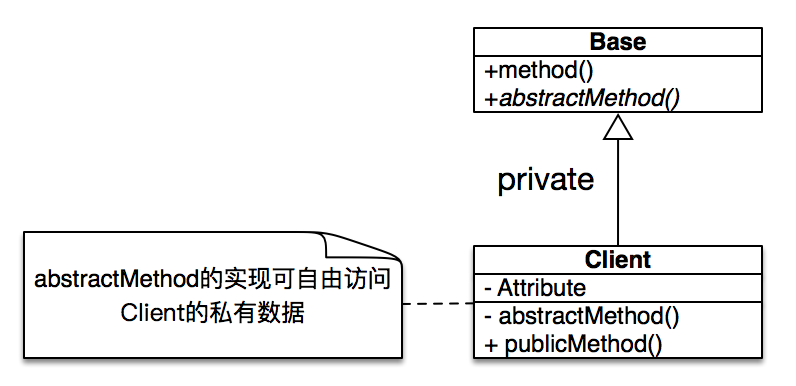 Base
+method()
+abstractMethod()
private
abstractMethod的实现可自由访问
Client的私有数据
Client
- Attribute
- abstractMethod()
+ publicMethod()